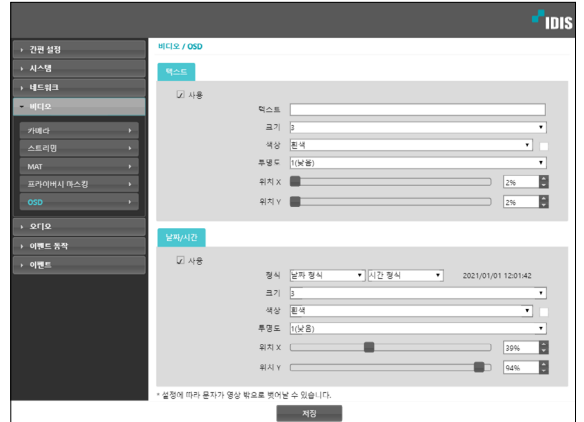 IDIS
간편 설정
시스템
네트워크
비디오
카메라
스트리밍
MAT
프라이버시 마스킹
OSD
오디오
이벤트 동작
이벤트
비디오 / OSD
텍스트
사용
텍스트
크기 3
색상 흰색
투명도 1(낮음)
위치 X 2%
위치 Y 2%
날짜/시간
사용
형식 날짜 형식 시간 형식 2021/01/01 12:01:42
크기 3
색상 흰색
투명도 1(낮음)
위치 X 39%
위치 Y 94%
* 설정에 따라 문자가 영상 밖으로 벗어날 수 있습니다.
저장